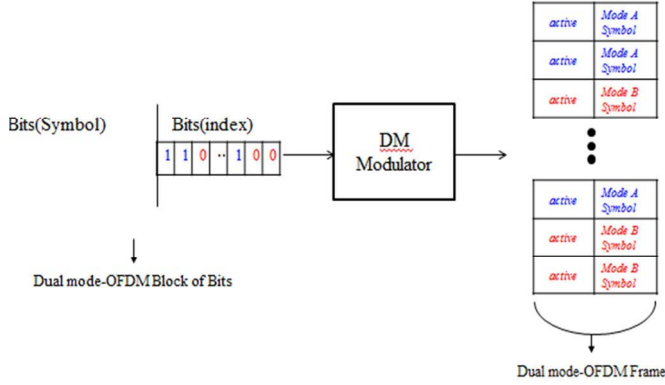 Bits(Symbol)
Bits(index)
1 1 0 .. 1 0 0
DM
Modulator
active Mode A
Symbol
active Mode A
Symbol
active Mode B
Symbol
active Mode A
Symbol
active Mode B
Symbol
active Mode B
Symbol
Dual mode-OFDM Block of Bits
Dual mode-OFDM Frame